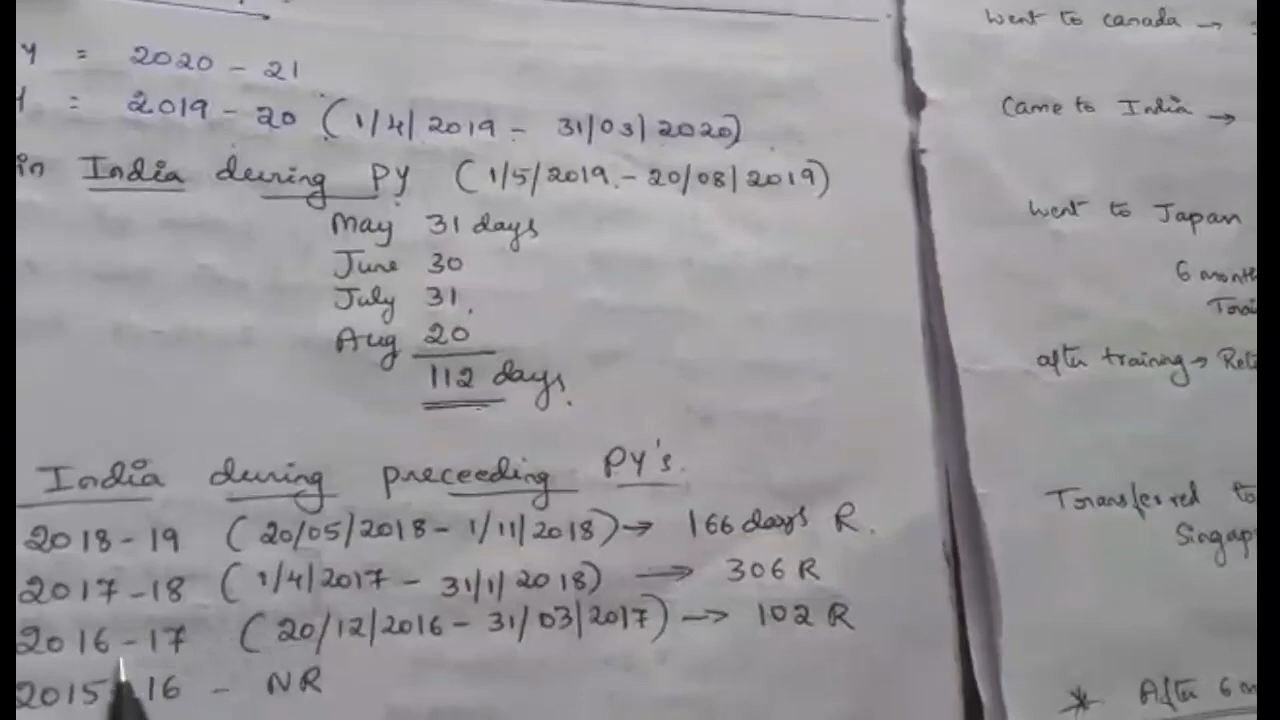 Y = 2020 - 21
Y = 2019 - 20 (1/4/2019 - 31/03/2020)
in India during PY (1/5/2019 - 20/08/2019)
May 31 days
June 30
July 31
Aug 20
112 days.
India during preceeding PY's.
2018-19 (20/05/2018 - 1/11/2018) → 166 days R.
2017-18 (1/4/2017 - 31/1/2018) → 306 R
2016-17 (20/12/2016 - 31/03/2017) → 102 R
2015-16 - NR
went to canada →
Came to India →
went to Japan
6 month
after training →
Transferred to
Singap
* After 6 m